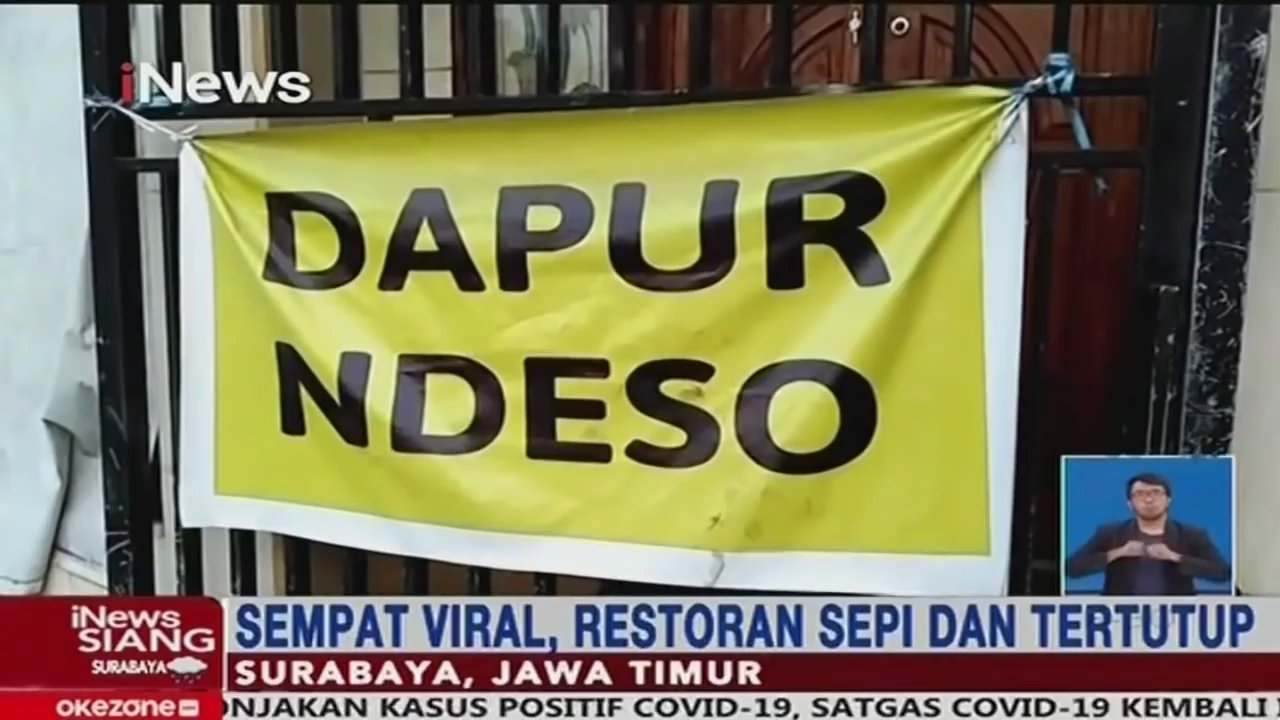 iNews
DAPUR
NDESO
iNews
SIANG
SURABAYA
SEMPAT VIRAL, RESTORAN SEPI DAN TERTUTUP
SURABAYA, JAWA TIMUR
okezone
ONJAKAN KASUS POSITIF COVID-19, SATGAS COVID-19 KEMBALI